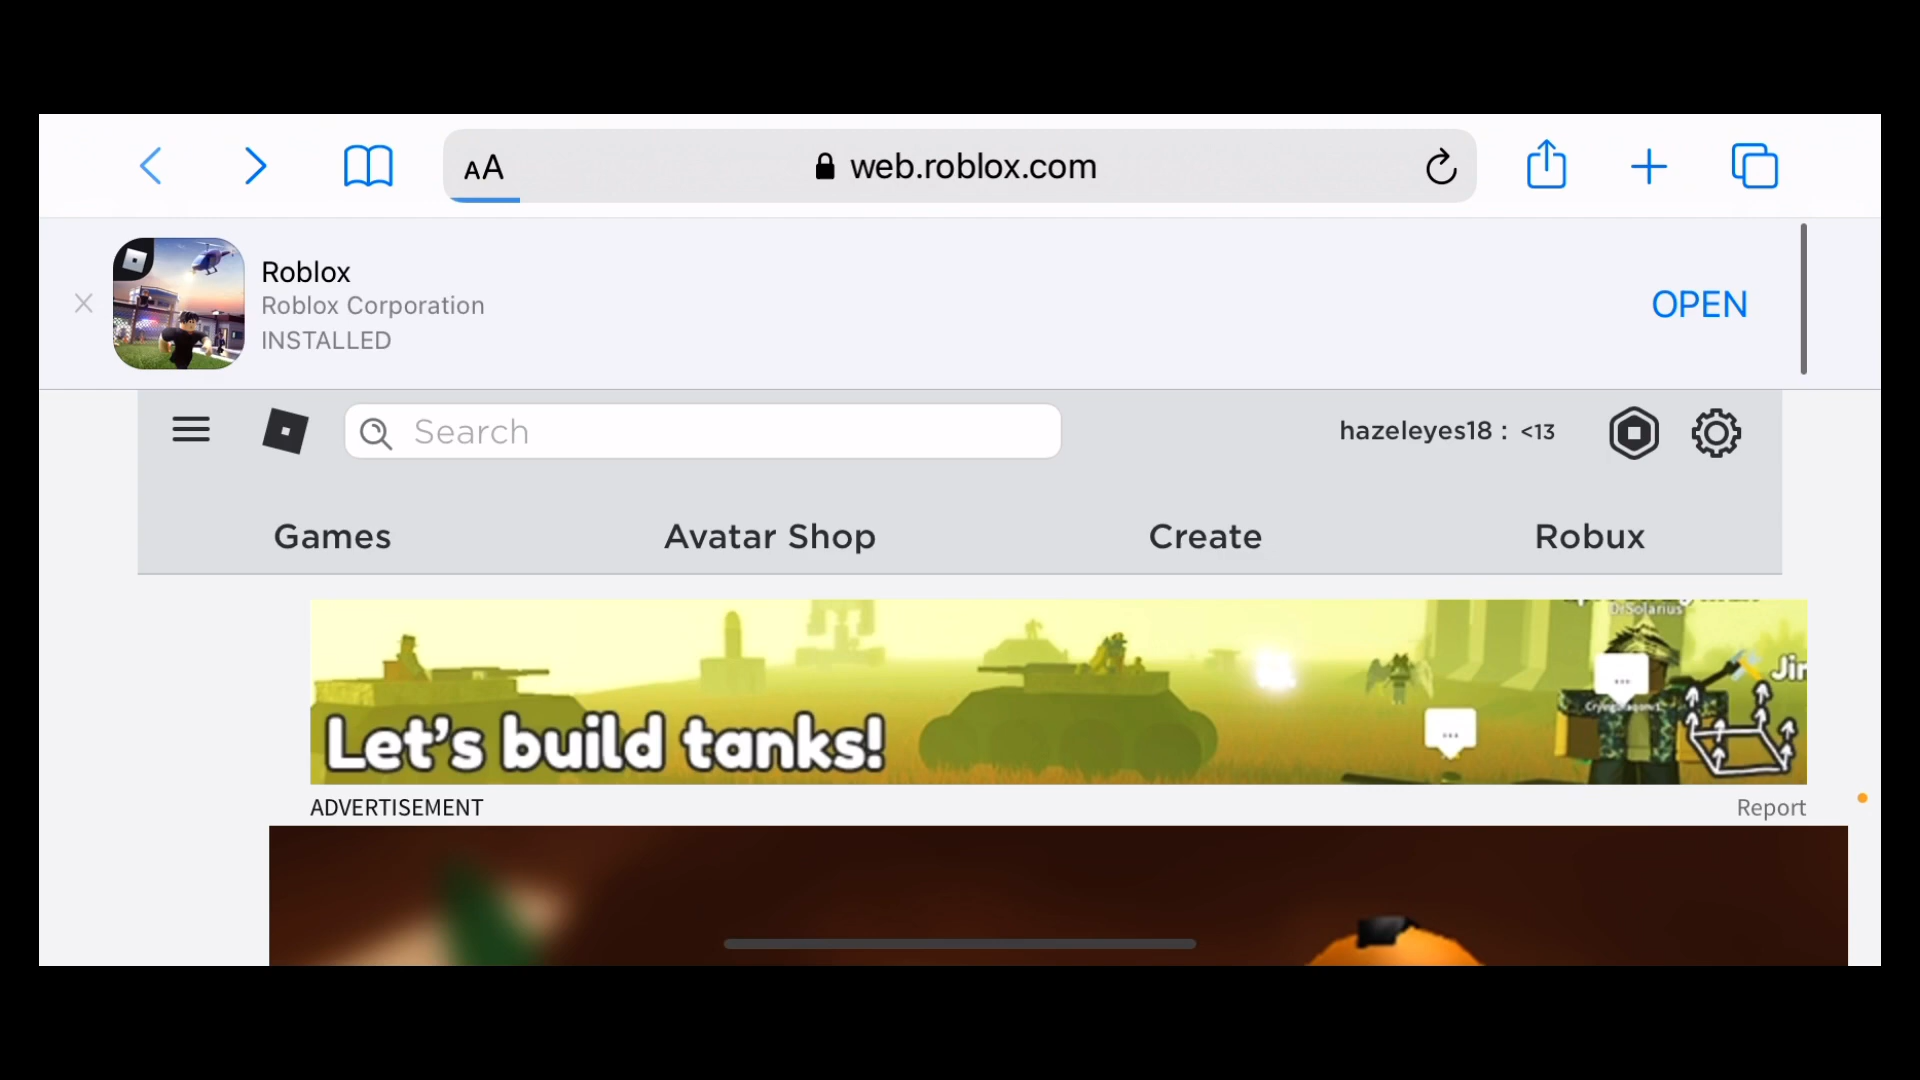 AA
web.roblox.com
Roblox
Roblox Corporation
INSTALLED
OPEN
Search
hazeleyes18 : <13
Games
Avatar Shop
Create
Robux
DrSolarius
Let's build tanks!
ADVERTISEMENT
Report